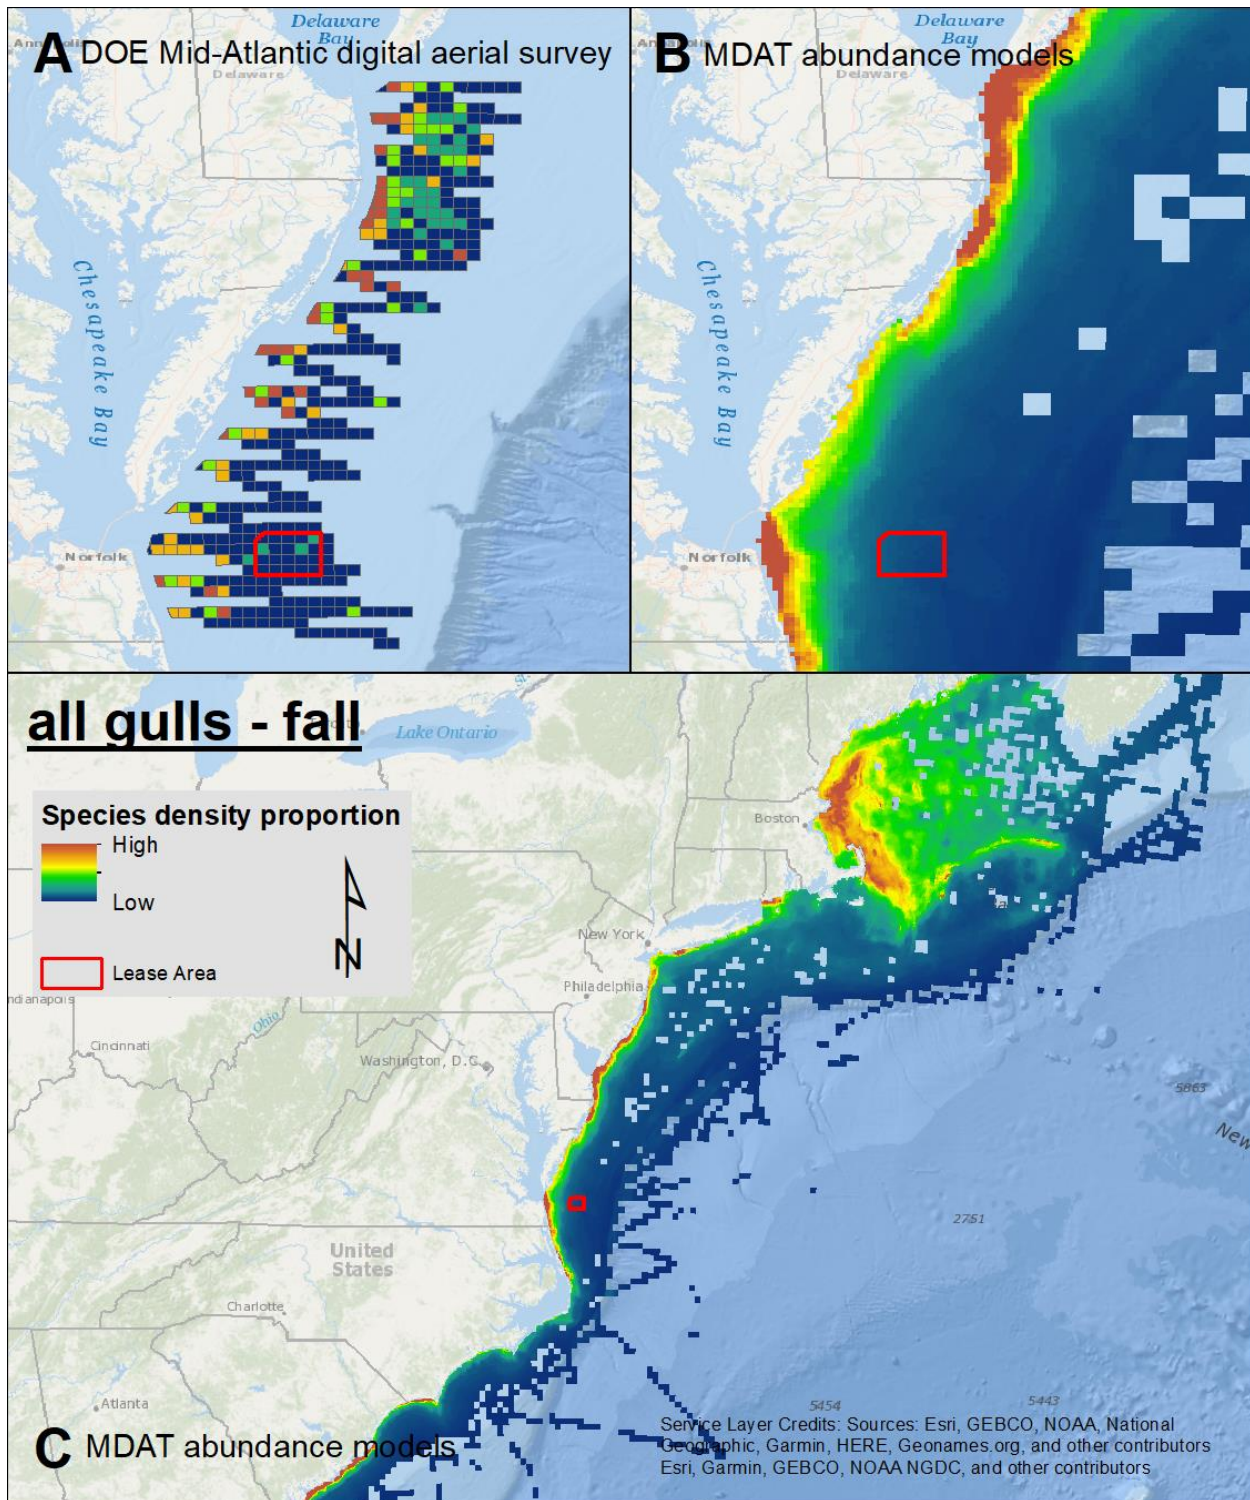 Delaware
Bay
A DOE Mid-Atlantic digital aerial survey
Delaware
Chesapeake Bay
Norfolk
Delaware
Bay
B MDAT abundance models
Delaware
Chesapeake Bay
Norfolk
all gulls - fall
Lake Ontario
Species density proportion
High
Low
N
Lease Area
Boston
New York
Philadelphia
ndianapolis
Ohio
Cincinnati
Washington, D.C.
5863
New
2751
United
States
Charlotte
Atlanta
5454
5443
C MDAT abundance models
Service Layer Credits: Sources: Esri, GEBCO, NOAA, National
Geographic, Garmin, HERE, Geonames.org, and other contributors
Esri, Garmin, GEBCO, NOAA NGDC, and other contributors